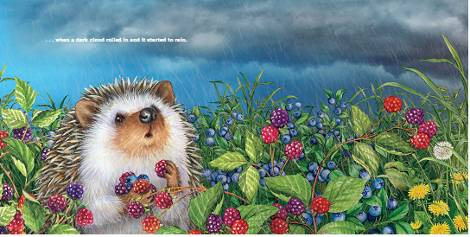 . . . . when a dark cloud rolled in and it started to rain.